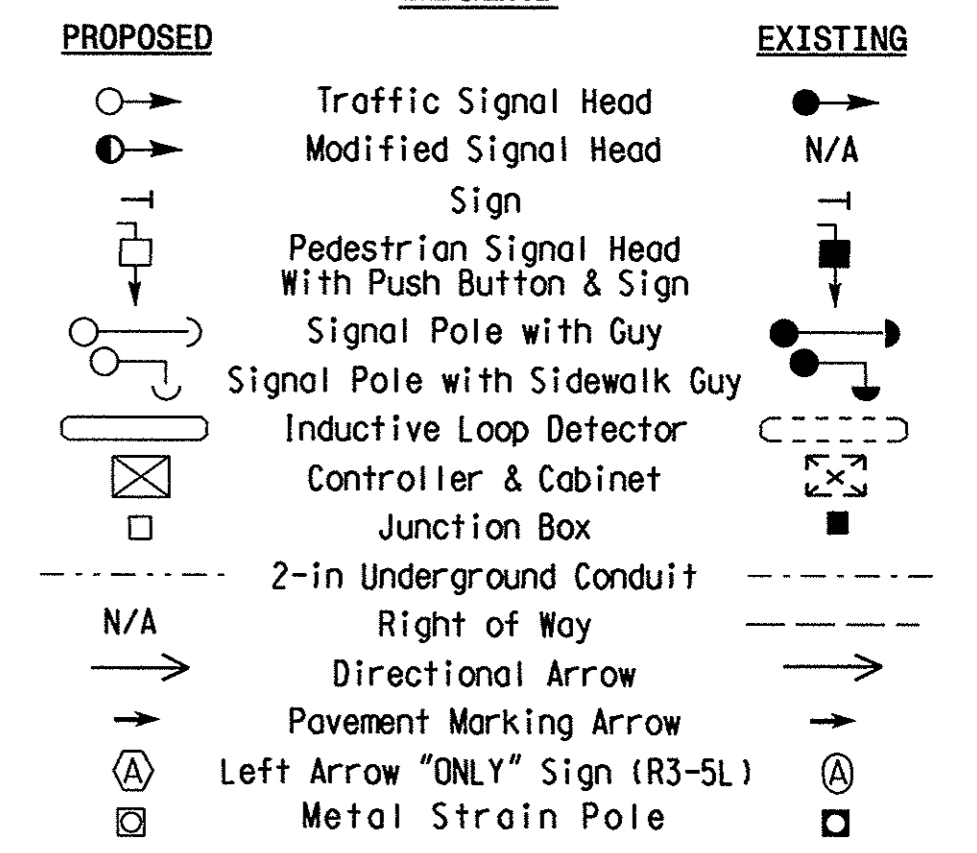 PROPOSED EXISTING
Traffic Signal Head
Modified Signal Head N/A
Sign
Pedestrian Signal Head
With Push Button & Sign
Signal Pole with Guy
Signal Pole with Sidewalk Guy
Inductive Loop Detector
Controller & Cabinet
Junction Box
2-in Underground Conduit
N/A Right of Way
Directional Arrow
Pavement Marking Arrow
A Left Arrow "ONLY" Sign (R3-5L) A
Metal Strain Pole